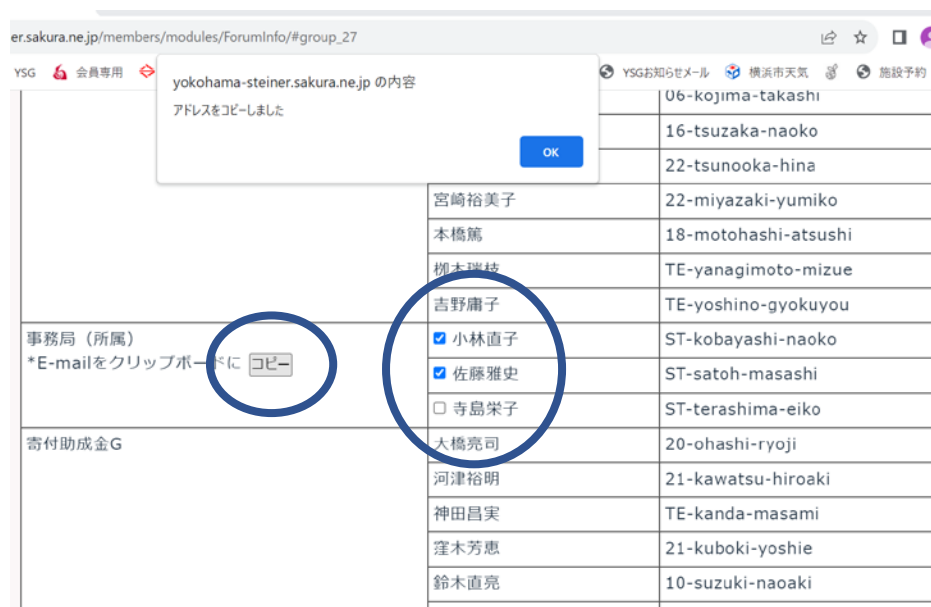 er.sakura.ne.jp/members/modules/ForumInfo/#group_27
YSG 会員専用 YSGお知らせメール 横浜市天気 施設予約
yokohama-steiner.sakura.ne.jp の内容
アドレスをコピーしました
OK
06-kojima-takashi
16-tsuzaka-naoko
22-tsunooka-hina
宮崎裕美子 22-miyazaki-yumiko
本橋篤 18-motohashi-atsushi
栁本瑞枝 TE-yanagimoto-mizue
吉野庸子 TE-yoshino-gyokuyou
事務局（所属）
*E-mailをクリップボードに コピー
小林直子 ST-kobayashi-naoko
佐藤雅史 ST-satoh-masashi
寺島栄子 ST-terashima-eiko
寄付助成金G 大橋亮司 20-ohashi-ryoji
河津裕明 21-kawatsu-hiroaki
神田昌実 TE-kanda-masami
窪木芳恵 21-kuboki-yoshie
鈴木直亮 10-suzuki-naoaki